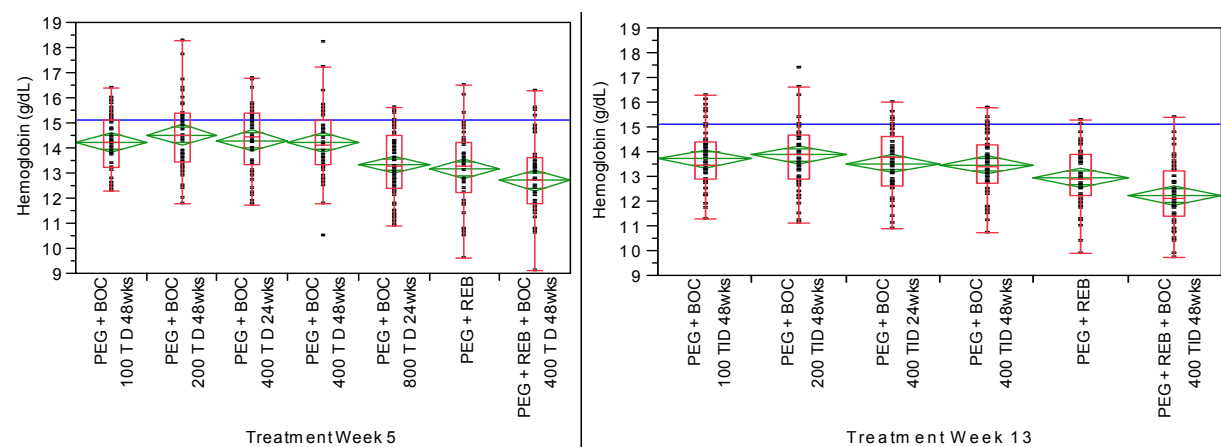 19
18
17
16
15
14
13
12
11
10
9
Hemoglobin (g/dL)
PEG + BOC
100 T D 48wks
PEG + BOC
200 T D 48wks
PEG + BOC
400 T D 24wks
PEG + BOC
400 T D 48wks
PEG + BOC
800 T D 24wks
PEG + REB
PEG + REB + BOC
400 T D 48wks
Treatment Week 5
19
18
17
16
15
14
13
12
11
10
9
Hemoglobin (g/dL)
PEG + BOC
100 TID 48wks
PEG + BOC
200 TID 48wks
PEG + BOC
400 TID 24wks
PEG + BOC
400 TID 48wks
PEG + REB
PEG + REB + BOC
400 TID 48wks
Treatment Week 13